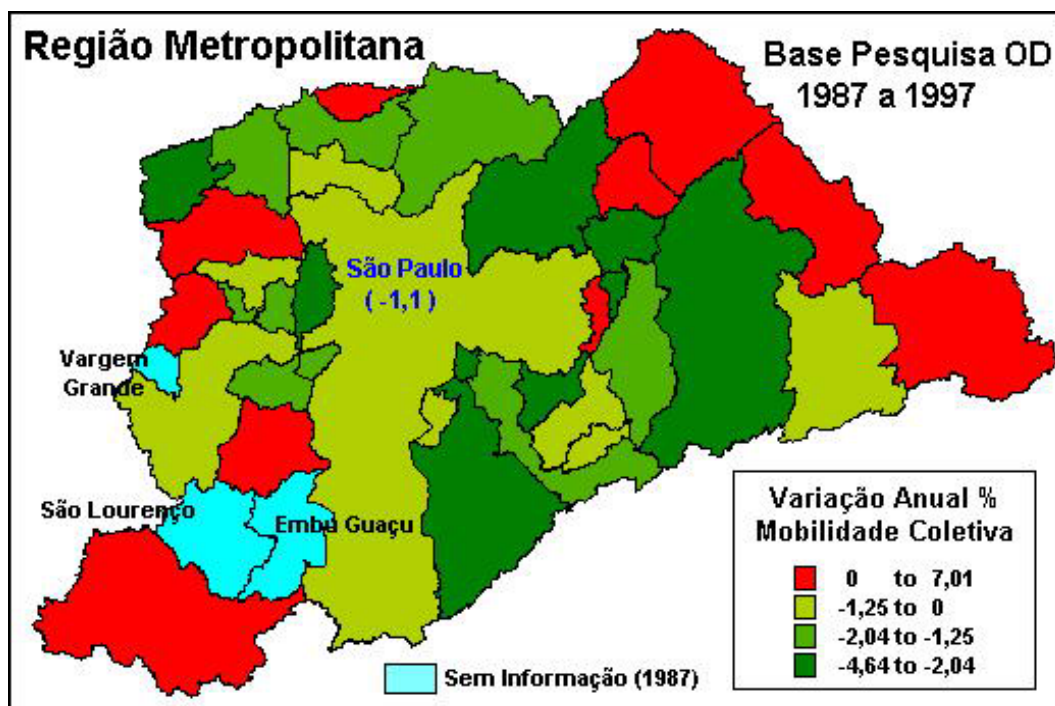 Região Metropolitana
Base Pesquisa OD
1987 a 1997
São Paulo
( -1,1 )
Vargem
Grande
São Lourenço
Embu Guaçu
Variação Anual %
Mobilidade Coletiva
0 to 7,01
-1,25 to 0
-2,04 to -1,25
-4,64 to -2,04
Sem Informação (1987)